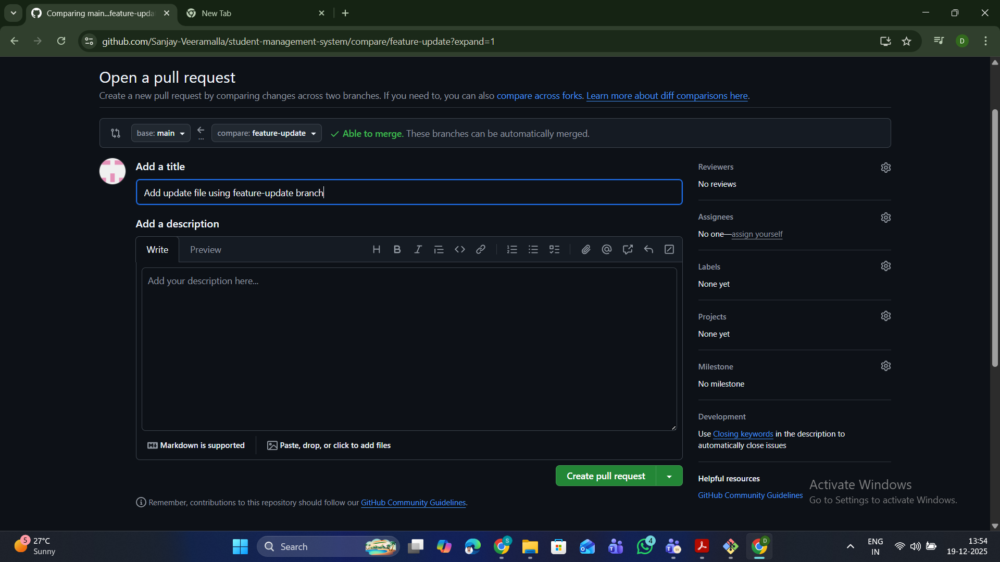 Comparing main...feature-upda
New Tab
github.com/Sanjay-Veeramalla/student-management-system/compare/feature-update?expand=1
D
Open a pull request
Create a new pull request by comparing changes across two branches. If you need to, you can also compare across forks. Learn more about diff comparisons here.
base: main
...
compare: feature-update
Able to merge. These branches can be automatically merged.
Add a title
Add update file using feature-update branch
Add a description
Write
Preview
Add your description here...
Markdown is supported
Paste, drop, or click to add files
Create pull request
Remember, contributions to this repository should follow our GitHub Community Guidelines.
Reviewers
No reviews
Assignees
No one—assign yourself
Labels
None yet
Projects
None yet
Milestone
No milestone
Development
Use Closing keywords in the description to
automatically close issues
Helpful resources
GitHub Community Guidelines
Activate Windows
Go to Settings to activate Windows.
5
27°C
Sunny
Search
S
4
SV
D
ENG
IN
13:54
19-12-2025